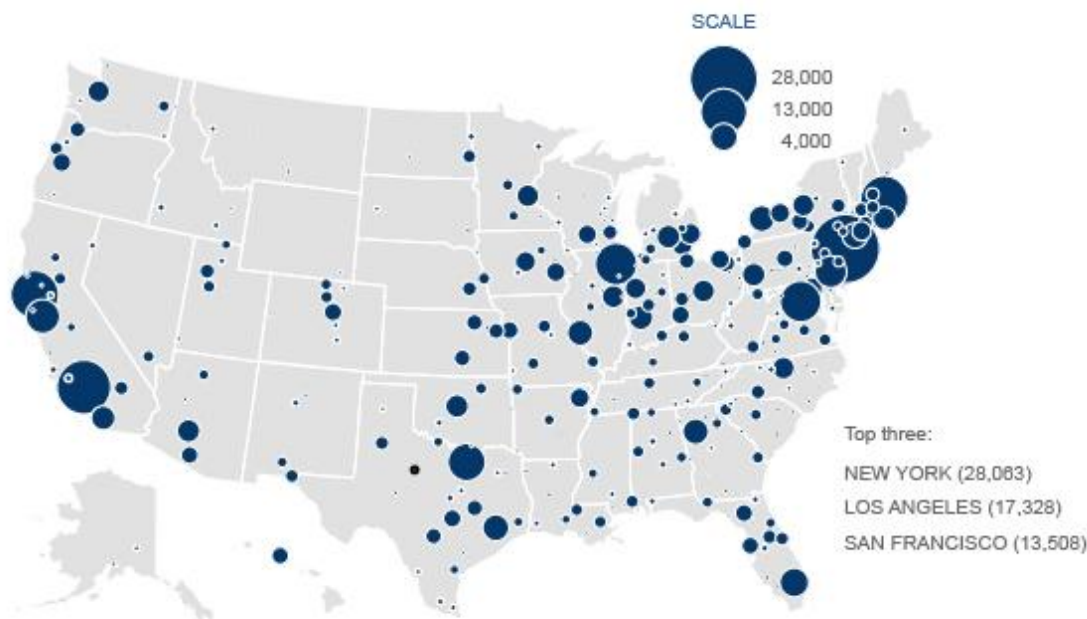 SCALE
28,000
13,000
4,000
Top three:
NEW YORK (28,063)
LOS ANGELES (17,328)
SAN FRANCISCO (13,508)